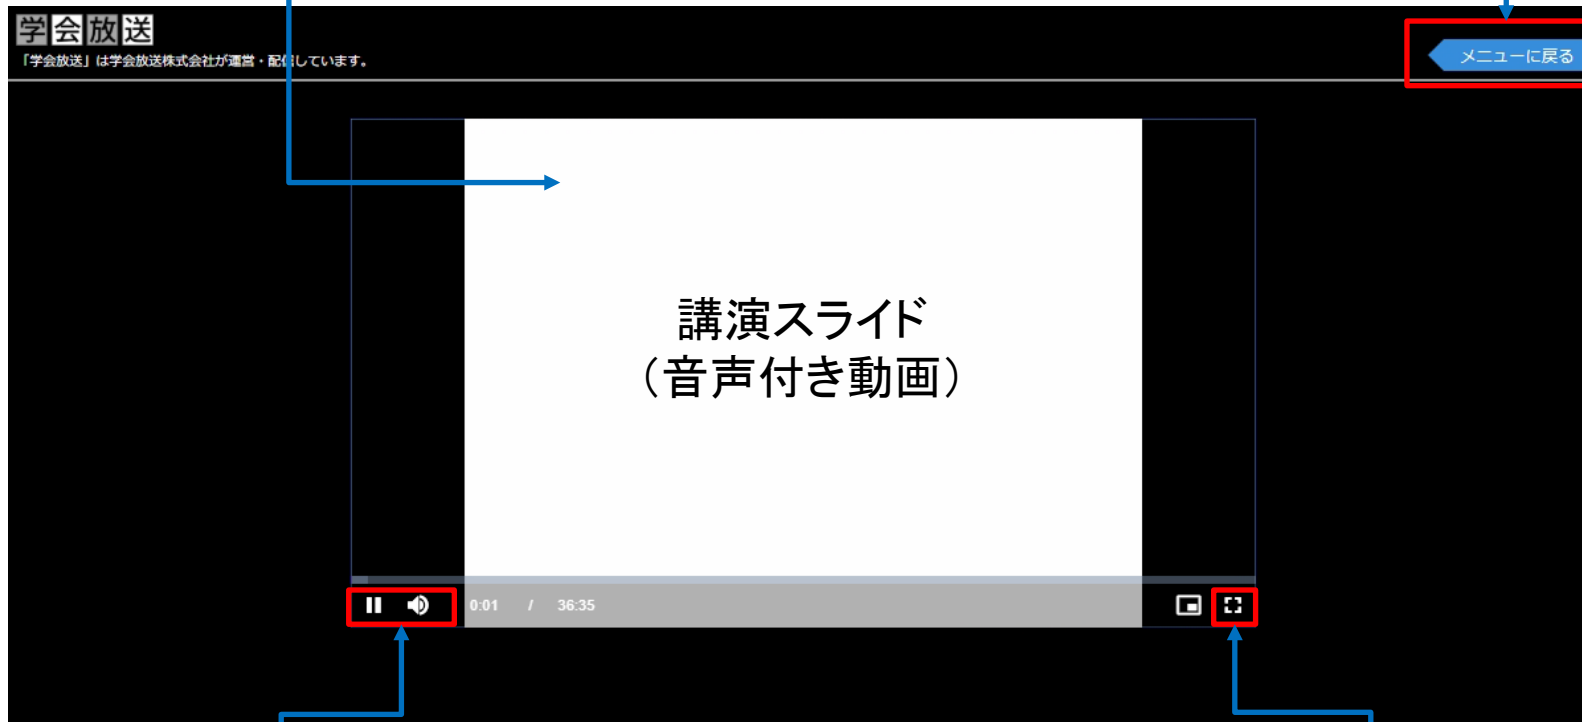 学会放送
「学会放送」は学会放送株式会社が運営・配信しています。
メニューに戻る
講演スライド
（音声付き動画）
0:01 / 36:35